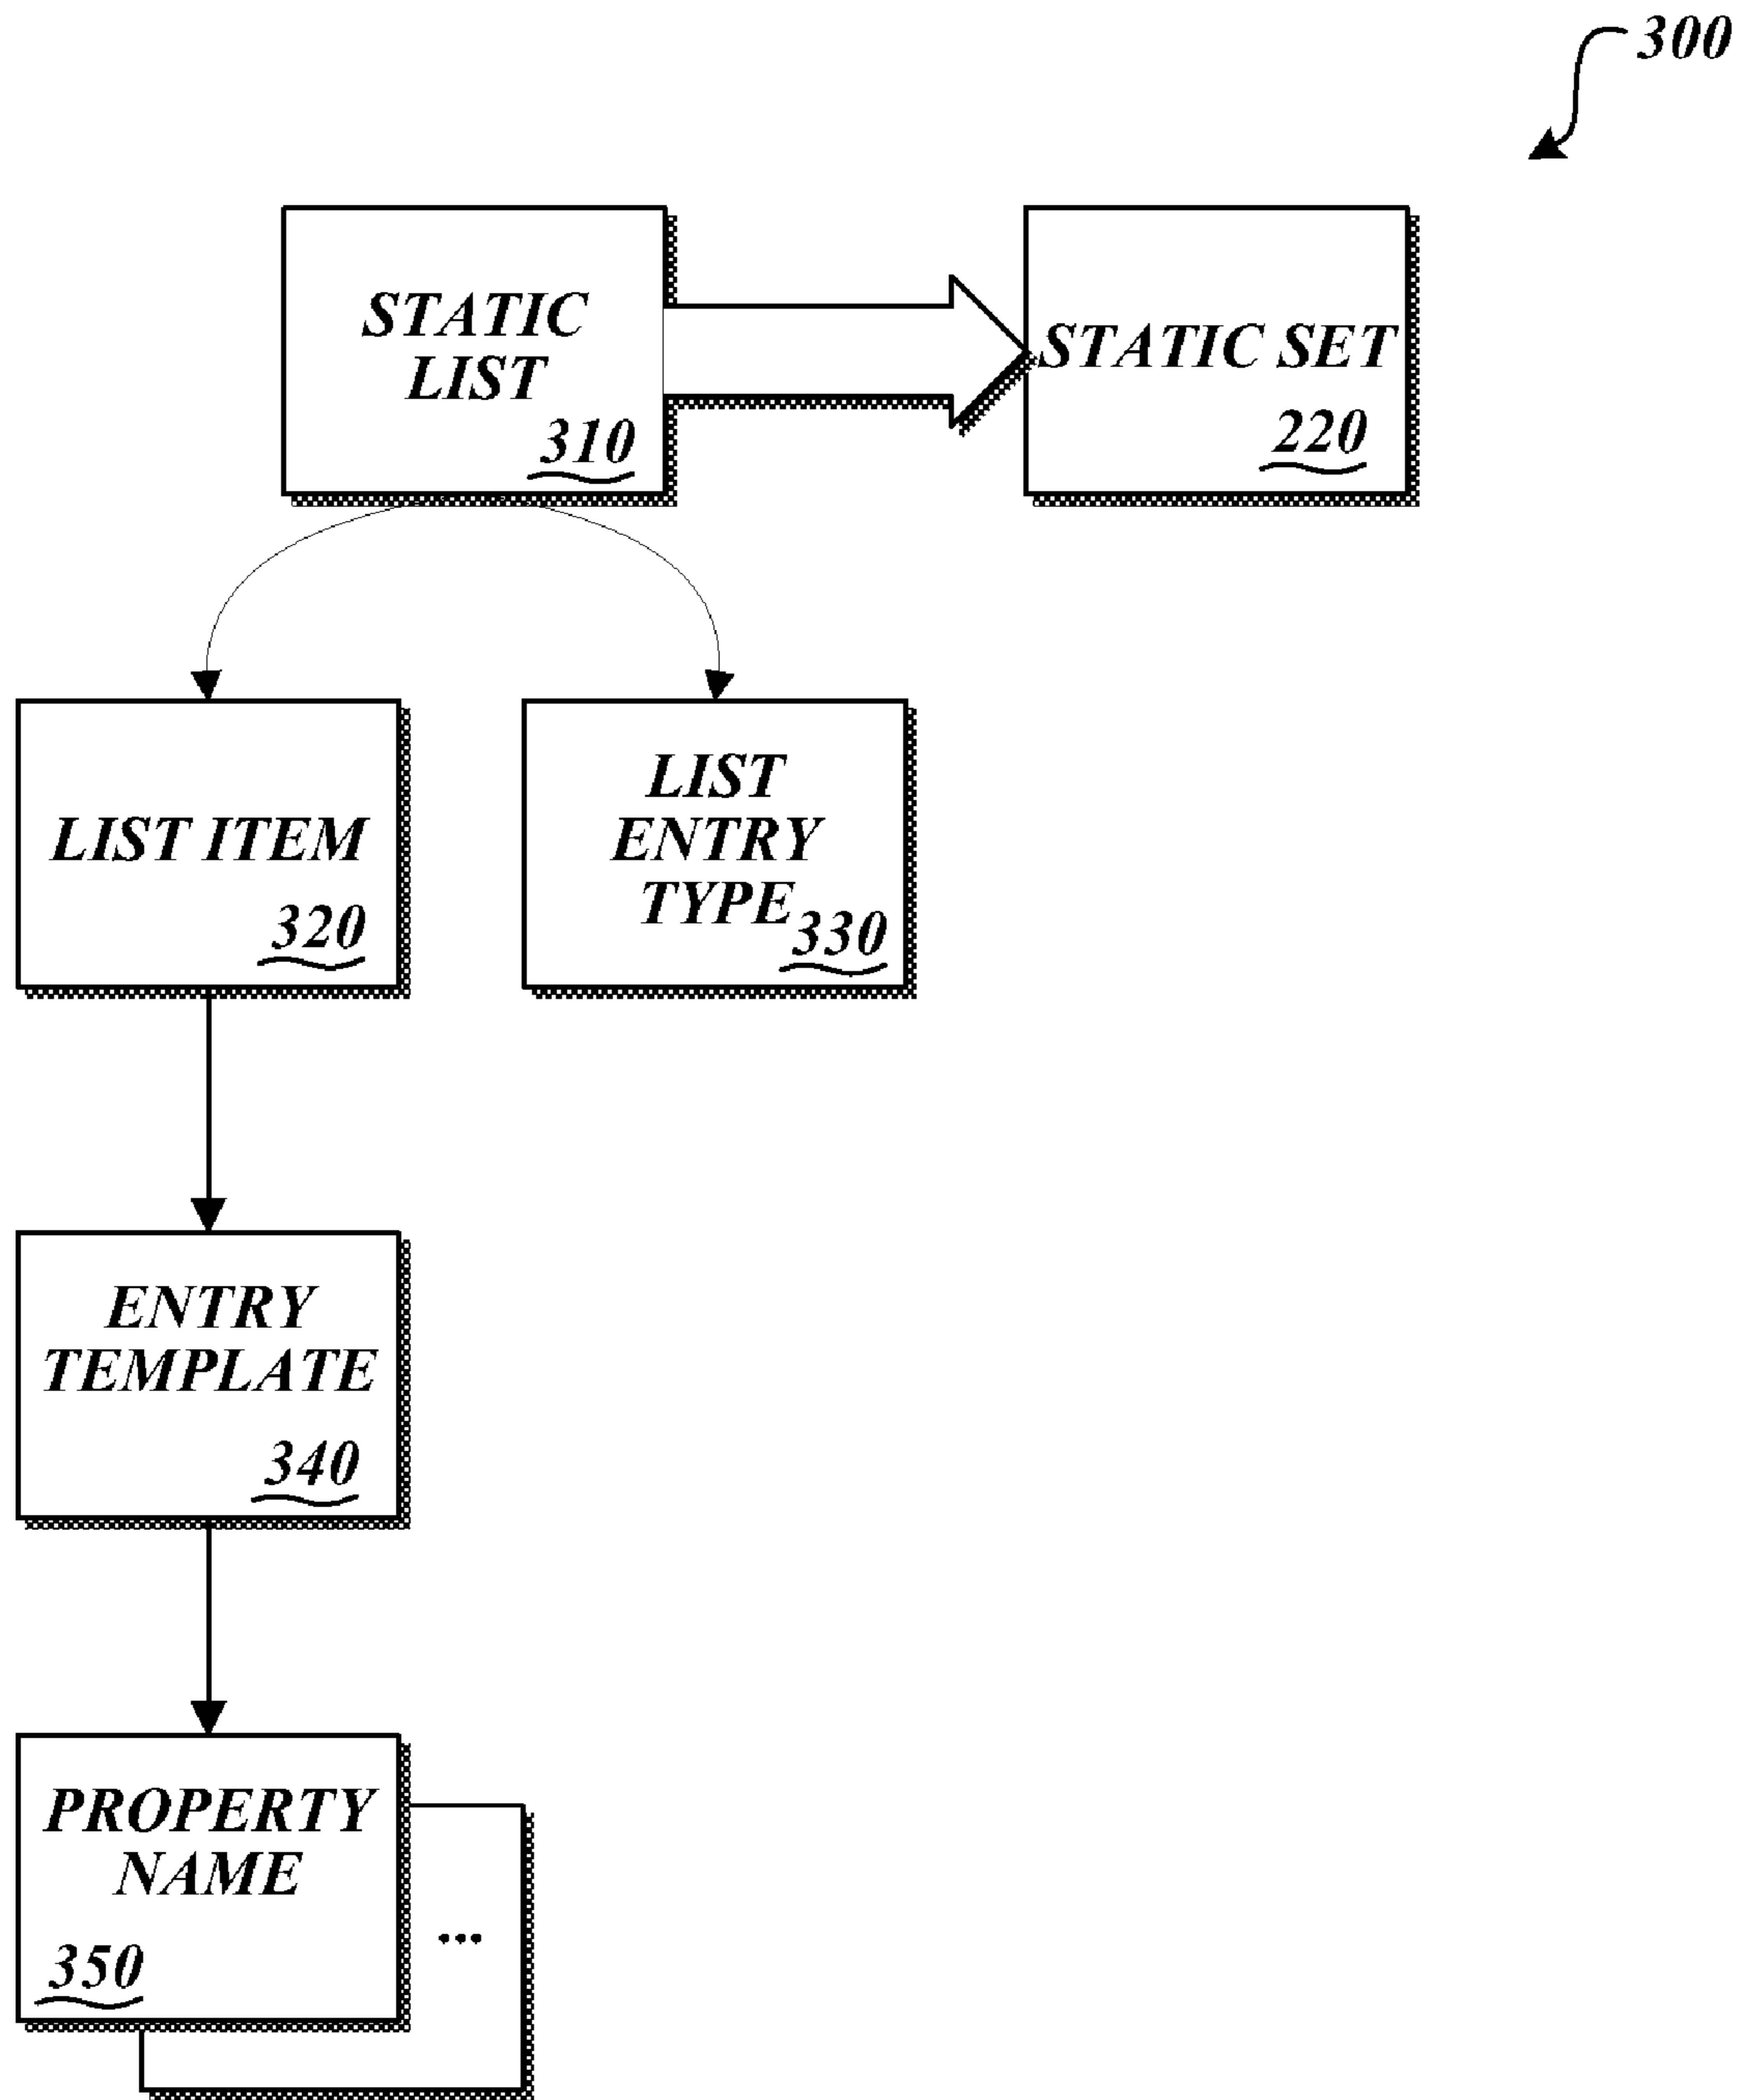 300
STATIC
LIST
310
STATIC SET
220
LIST ITEM
320
LIST
ENTRY
TYPE
330
ENTRY
TEMPLATE
340
PROPERTY
NAME
350
...